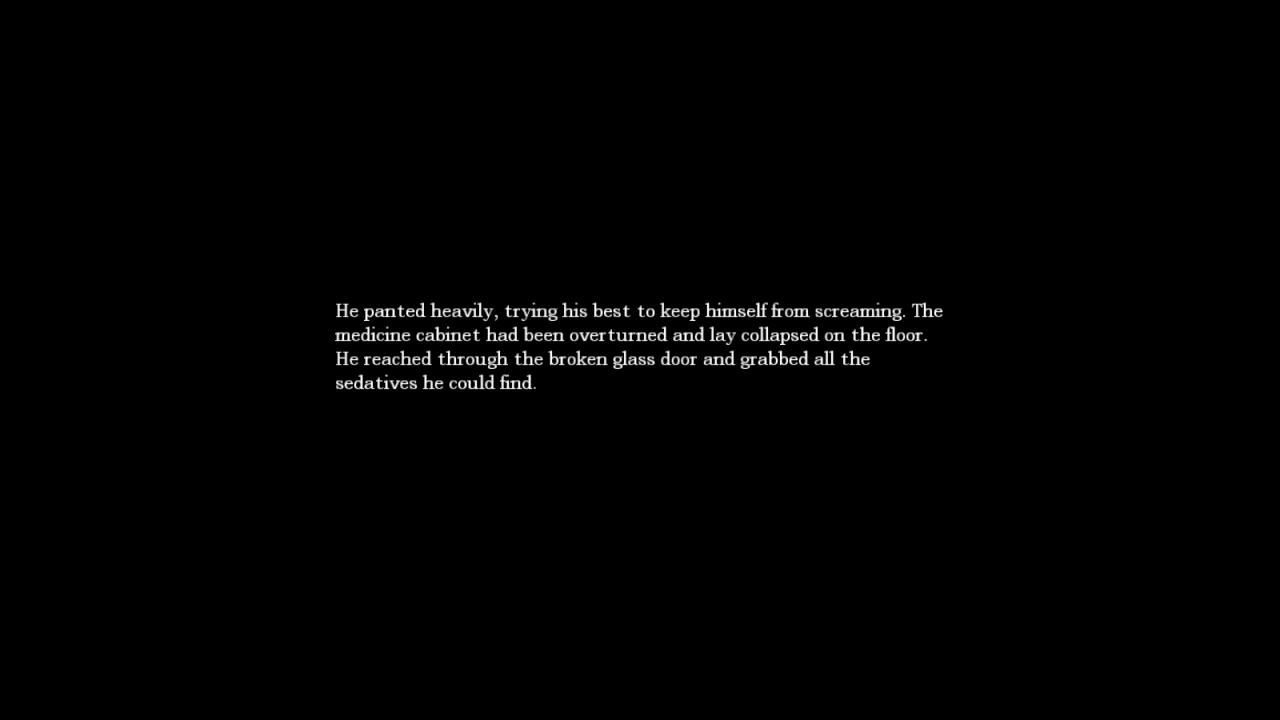 He panted heavily, trying his best to keep himself from screaming. The
medicine cabinet had been overturned and lay collapsed on the floor.
He reached through the broken glass door and grabbed all the
sedatives he could find.